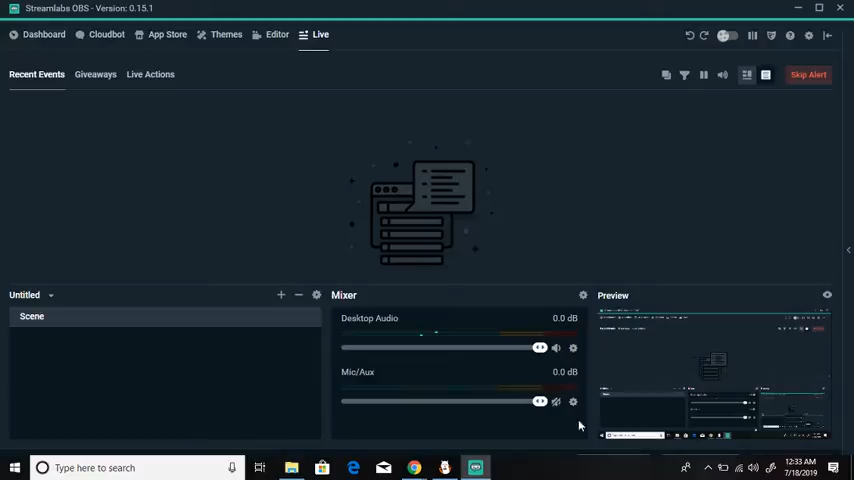 Streamlabs OBS - Version: 0.15.1
Dashboard Cloudbot App Store Themes Editor Live
Recent Events Giveaways Live Actions Skip Alert
Untitled
Scene
Mixer
Desktop Audio 0.0 dB
Mic/Aux 0.0 dB
Preview
Type here to search
12:33 AM
7/18/2019